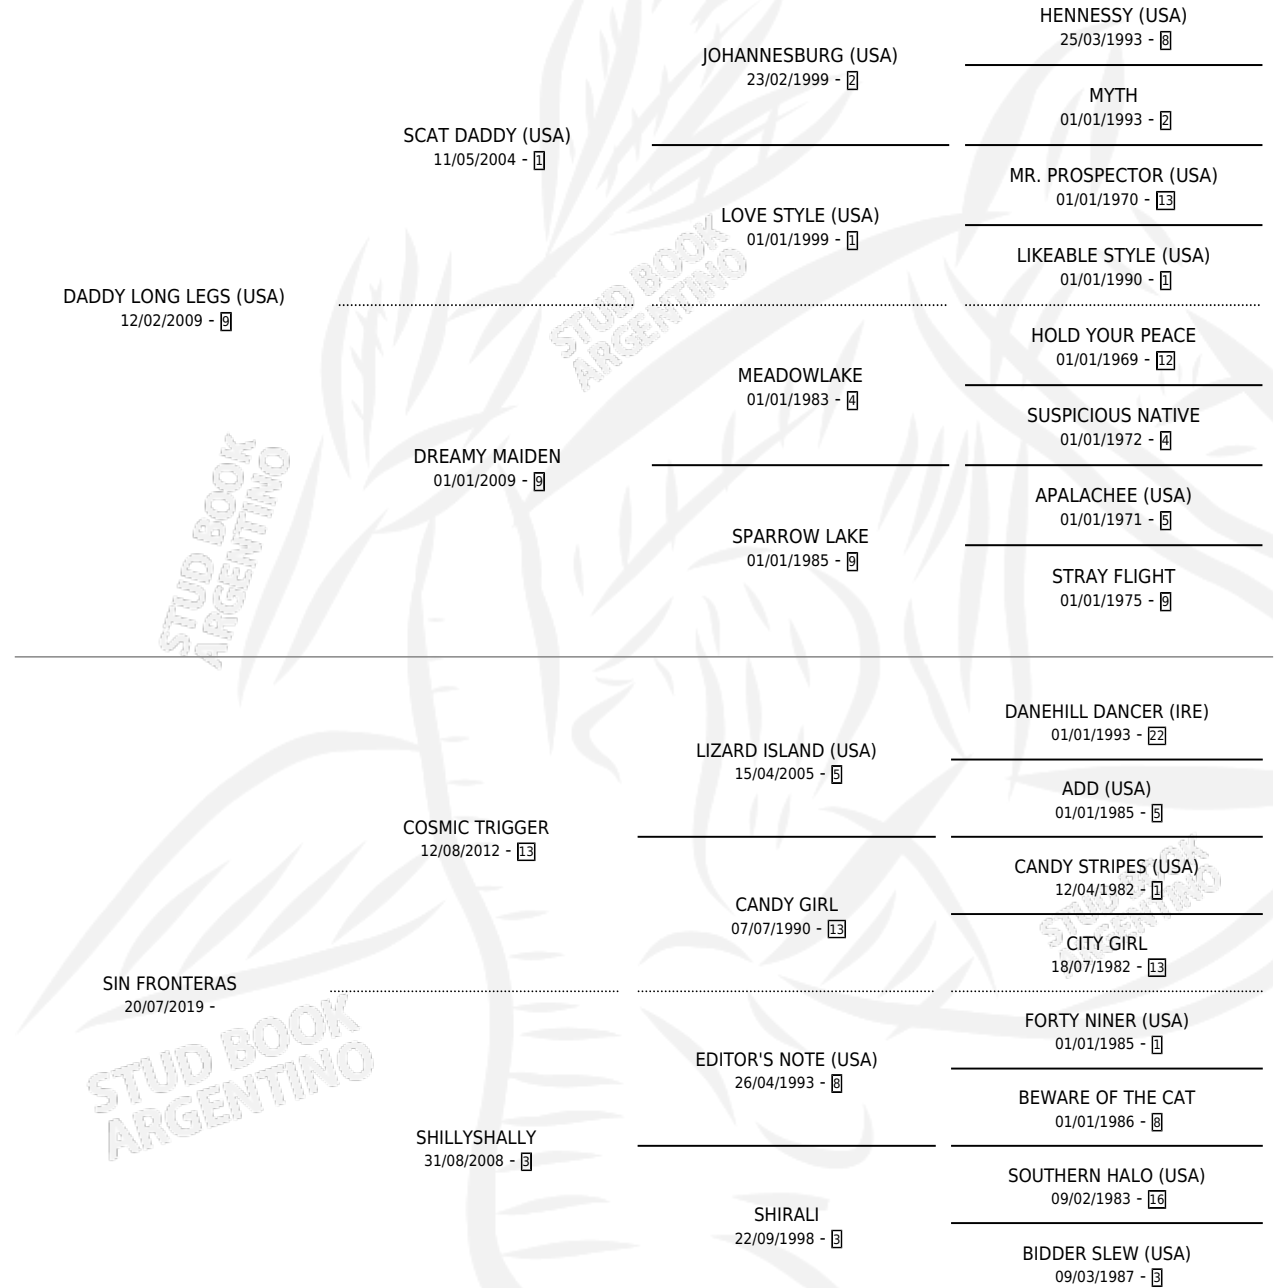 HENNESSY (USA)
25/03/1993 - 8
JOHANNESBURG (USA)
23/02/1999 - 2
MYTH
01/01/1993 - 2
SCAT DADDY (USA)
11/05/2004 - 1
MR. PROSPECTOR (USA)
01/01/1970 - 13
LOVE STYLE (USA)
01/01/1999 - 1
LIKEABLE STYLE (USA)
01/01/1990 - 1
DADDY LONG LEGS (USA)
12/02/2009 - 9
STUD BOOK
ARGENTINO
HOLD YOUR PEACE
01/01/1969 - 12
MEADOWLAKE
01/01/1983 - 4
SUSPICIOUS NATIVE
01/01/1972 - 4
DREAMY MAIDEN
01/01/2009 - 9
APALACHEE (USA)
01/01/1971 - 5
SPARROW LAKE
01/01/1985 - 9
STRAY FLIGHT
01/01/1975 - 9
STUD BOOK
ARGENTINO
DANEHILL DANCER (IRE)
01/01/1993 - 22
LIZARD ISLAND (USA)
15/04/2005 - 5
ADD (USA)
01/01/1985 - 5
COSMIC TRIGGER
12/08/2012 - 13
CANDY STRIPES (USA)
12/04/1982 - 1
CANDY GIRL
07/07/1990 - 13
STUD BOOK
ARGENTINO
CITY GIRL
18/07/1982 - 13
SIN FRONTERAS
20/07/2019 -
STUD BOOK
ARGENTINO
FORTY NINER (USA)
01/01/1985 - 1
EDITOR'S NOTE (USA)
26/04/1993 - 8
BEWARE OF THE CAT
01/01/1986 - 8
SHILLYSHALLY
31/08/2008 - 3
SOUTHERN HALO (USA)
09/02/1983 - 16
SHIRALI
22/09/1998 - 3
BIDDER SLEW (USA)
09/03/1987 - 3